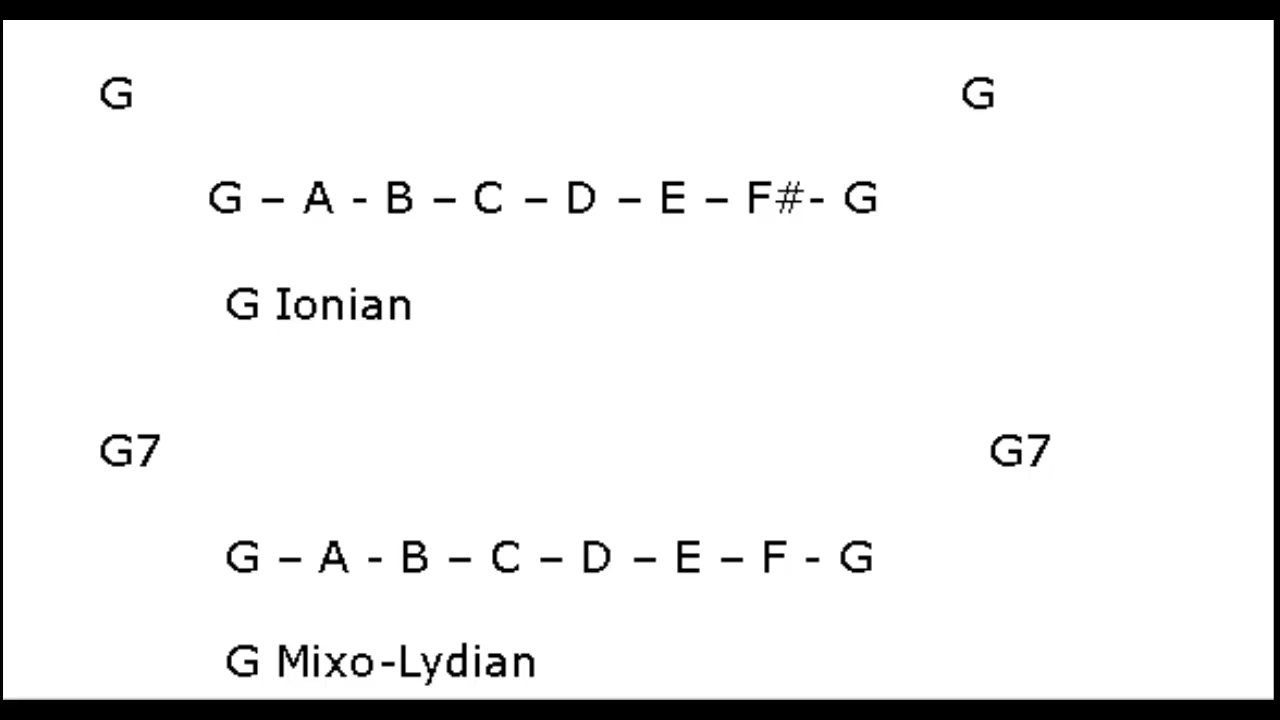 G G
G – A - B – C – D – E – F#- G
G Ionian
G7 G7
G – A - B – C – D – E – F - G
G Mixo-Lydian